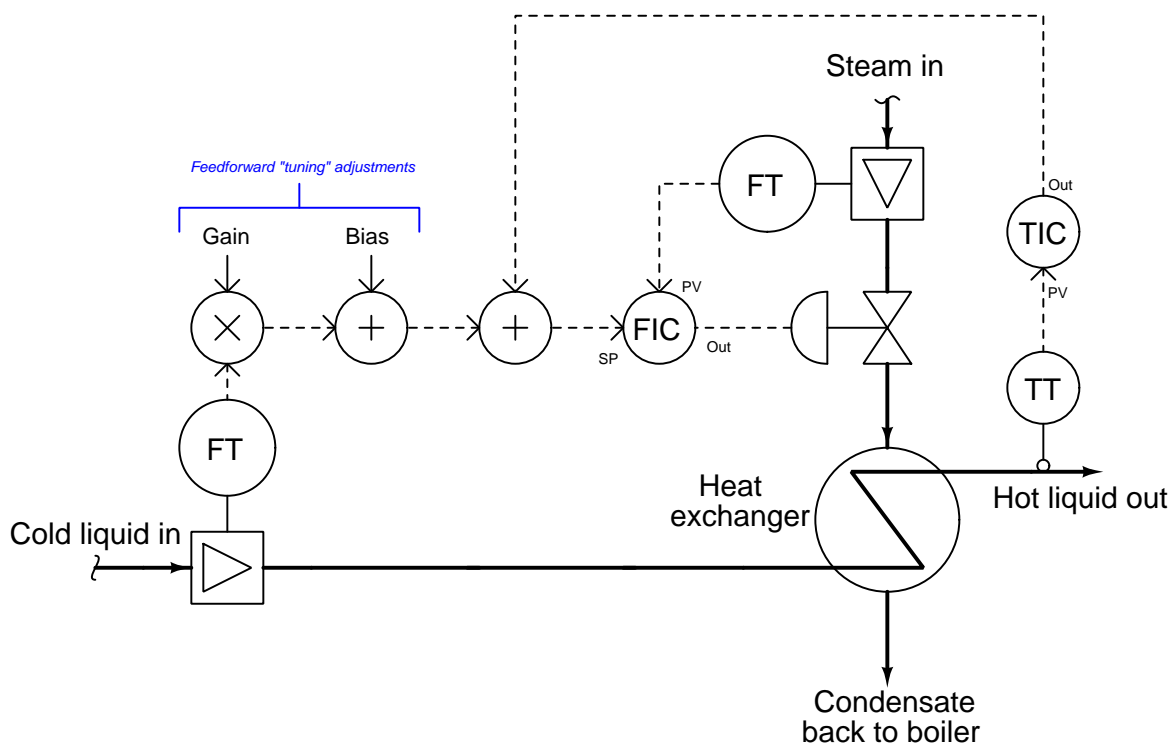 Steam in
Feedforward "tuning" adjustments
FT
Out
Gain
Bias
TIC
PV
PV
×
+
+
FIC
SP
Out
TT
FT
Heat
exchanger
Hot liquid out
Cold liquid in
Condensate
back to boiler